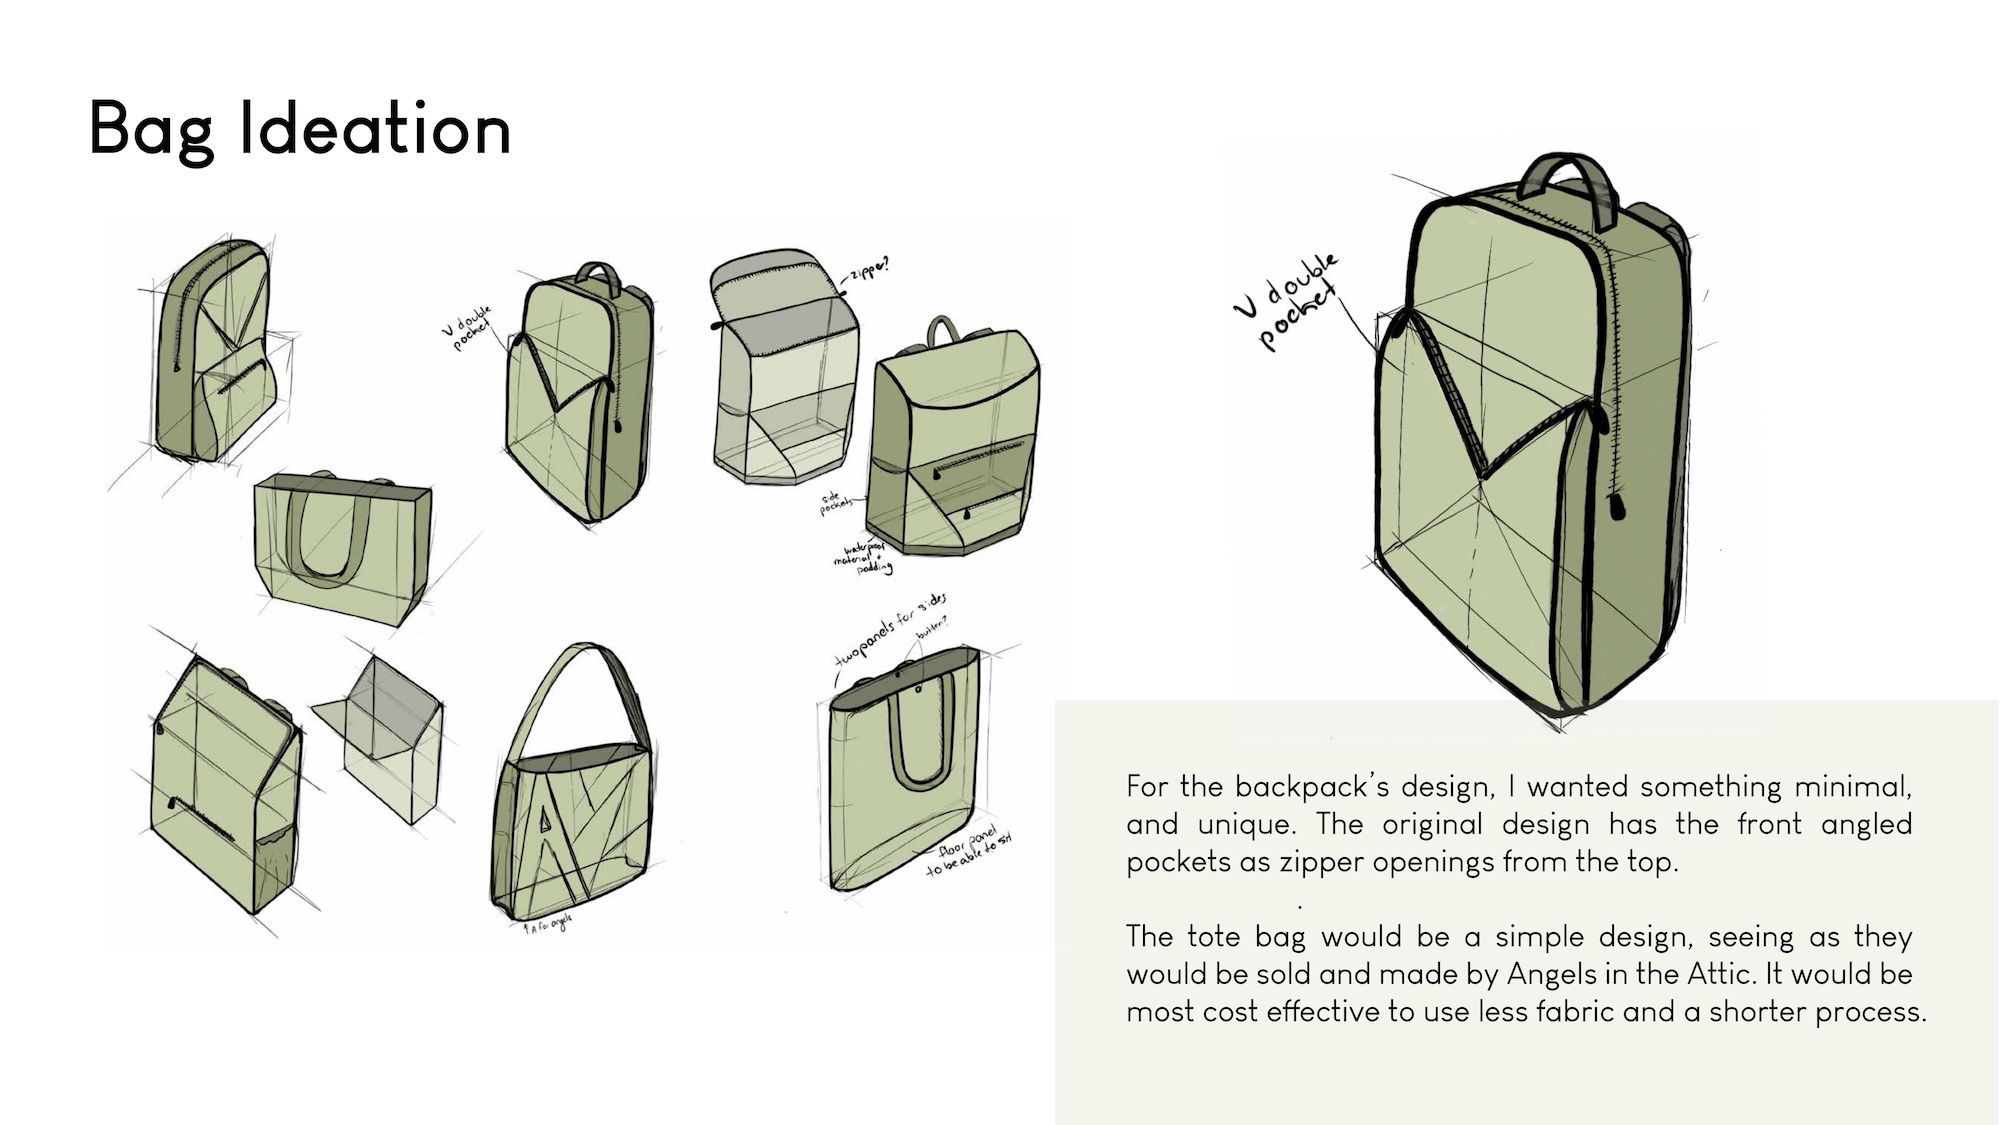 Bag Ideation
V double
pocket
zipper?
side
pockets
waterproof
material +
padding
two panels for sides
button?
floor panel
to be able to sit
↑ A for angels
A
V double
pocket
For the backpack’s design, I wanted something minimal,
and unique. The original design has the front angled
pockets as zipper openings from the top.
.
The tote bag would be a simple design, seeing as they
would be sold and made by Angels in the Attic. It would be
most cost effective to use less fabric and a shorter process.